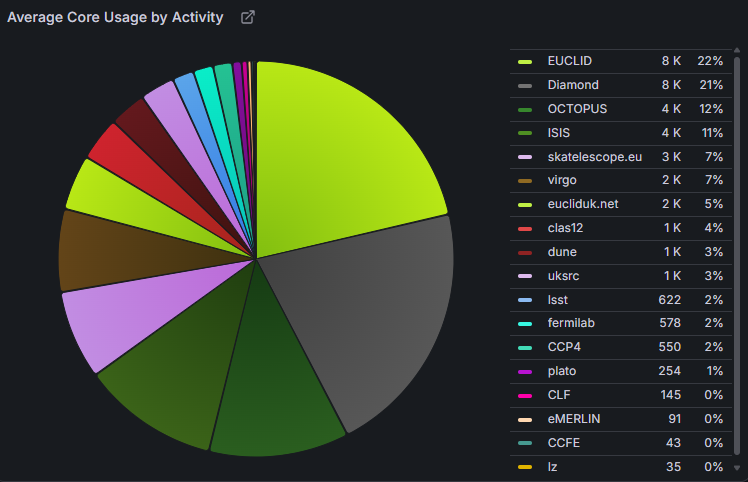 Average Core Usage by Activity
EUCLID 8 K 22%
Diamond 8 K 21%
OCTOPUS 4 K 12%
ISIS 4 K 11%
skatelescope.eu 3 K 7%
virgo 2 K 7%
eucliduk.net 2 K 5%
clas12 1 K 4%
dune 1 K 3%
uksrc 1 K 3%
lsst 622 2%
fermilab 578 2%
CCP4 550 2%
plato 254 1%
CLF 145 0%
eMERLIN 91 0%
CCFE 43 0%
lz 35 0%